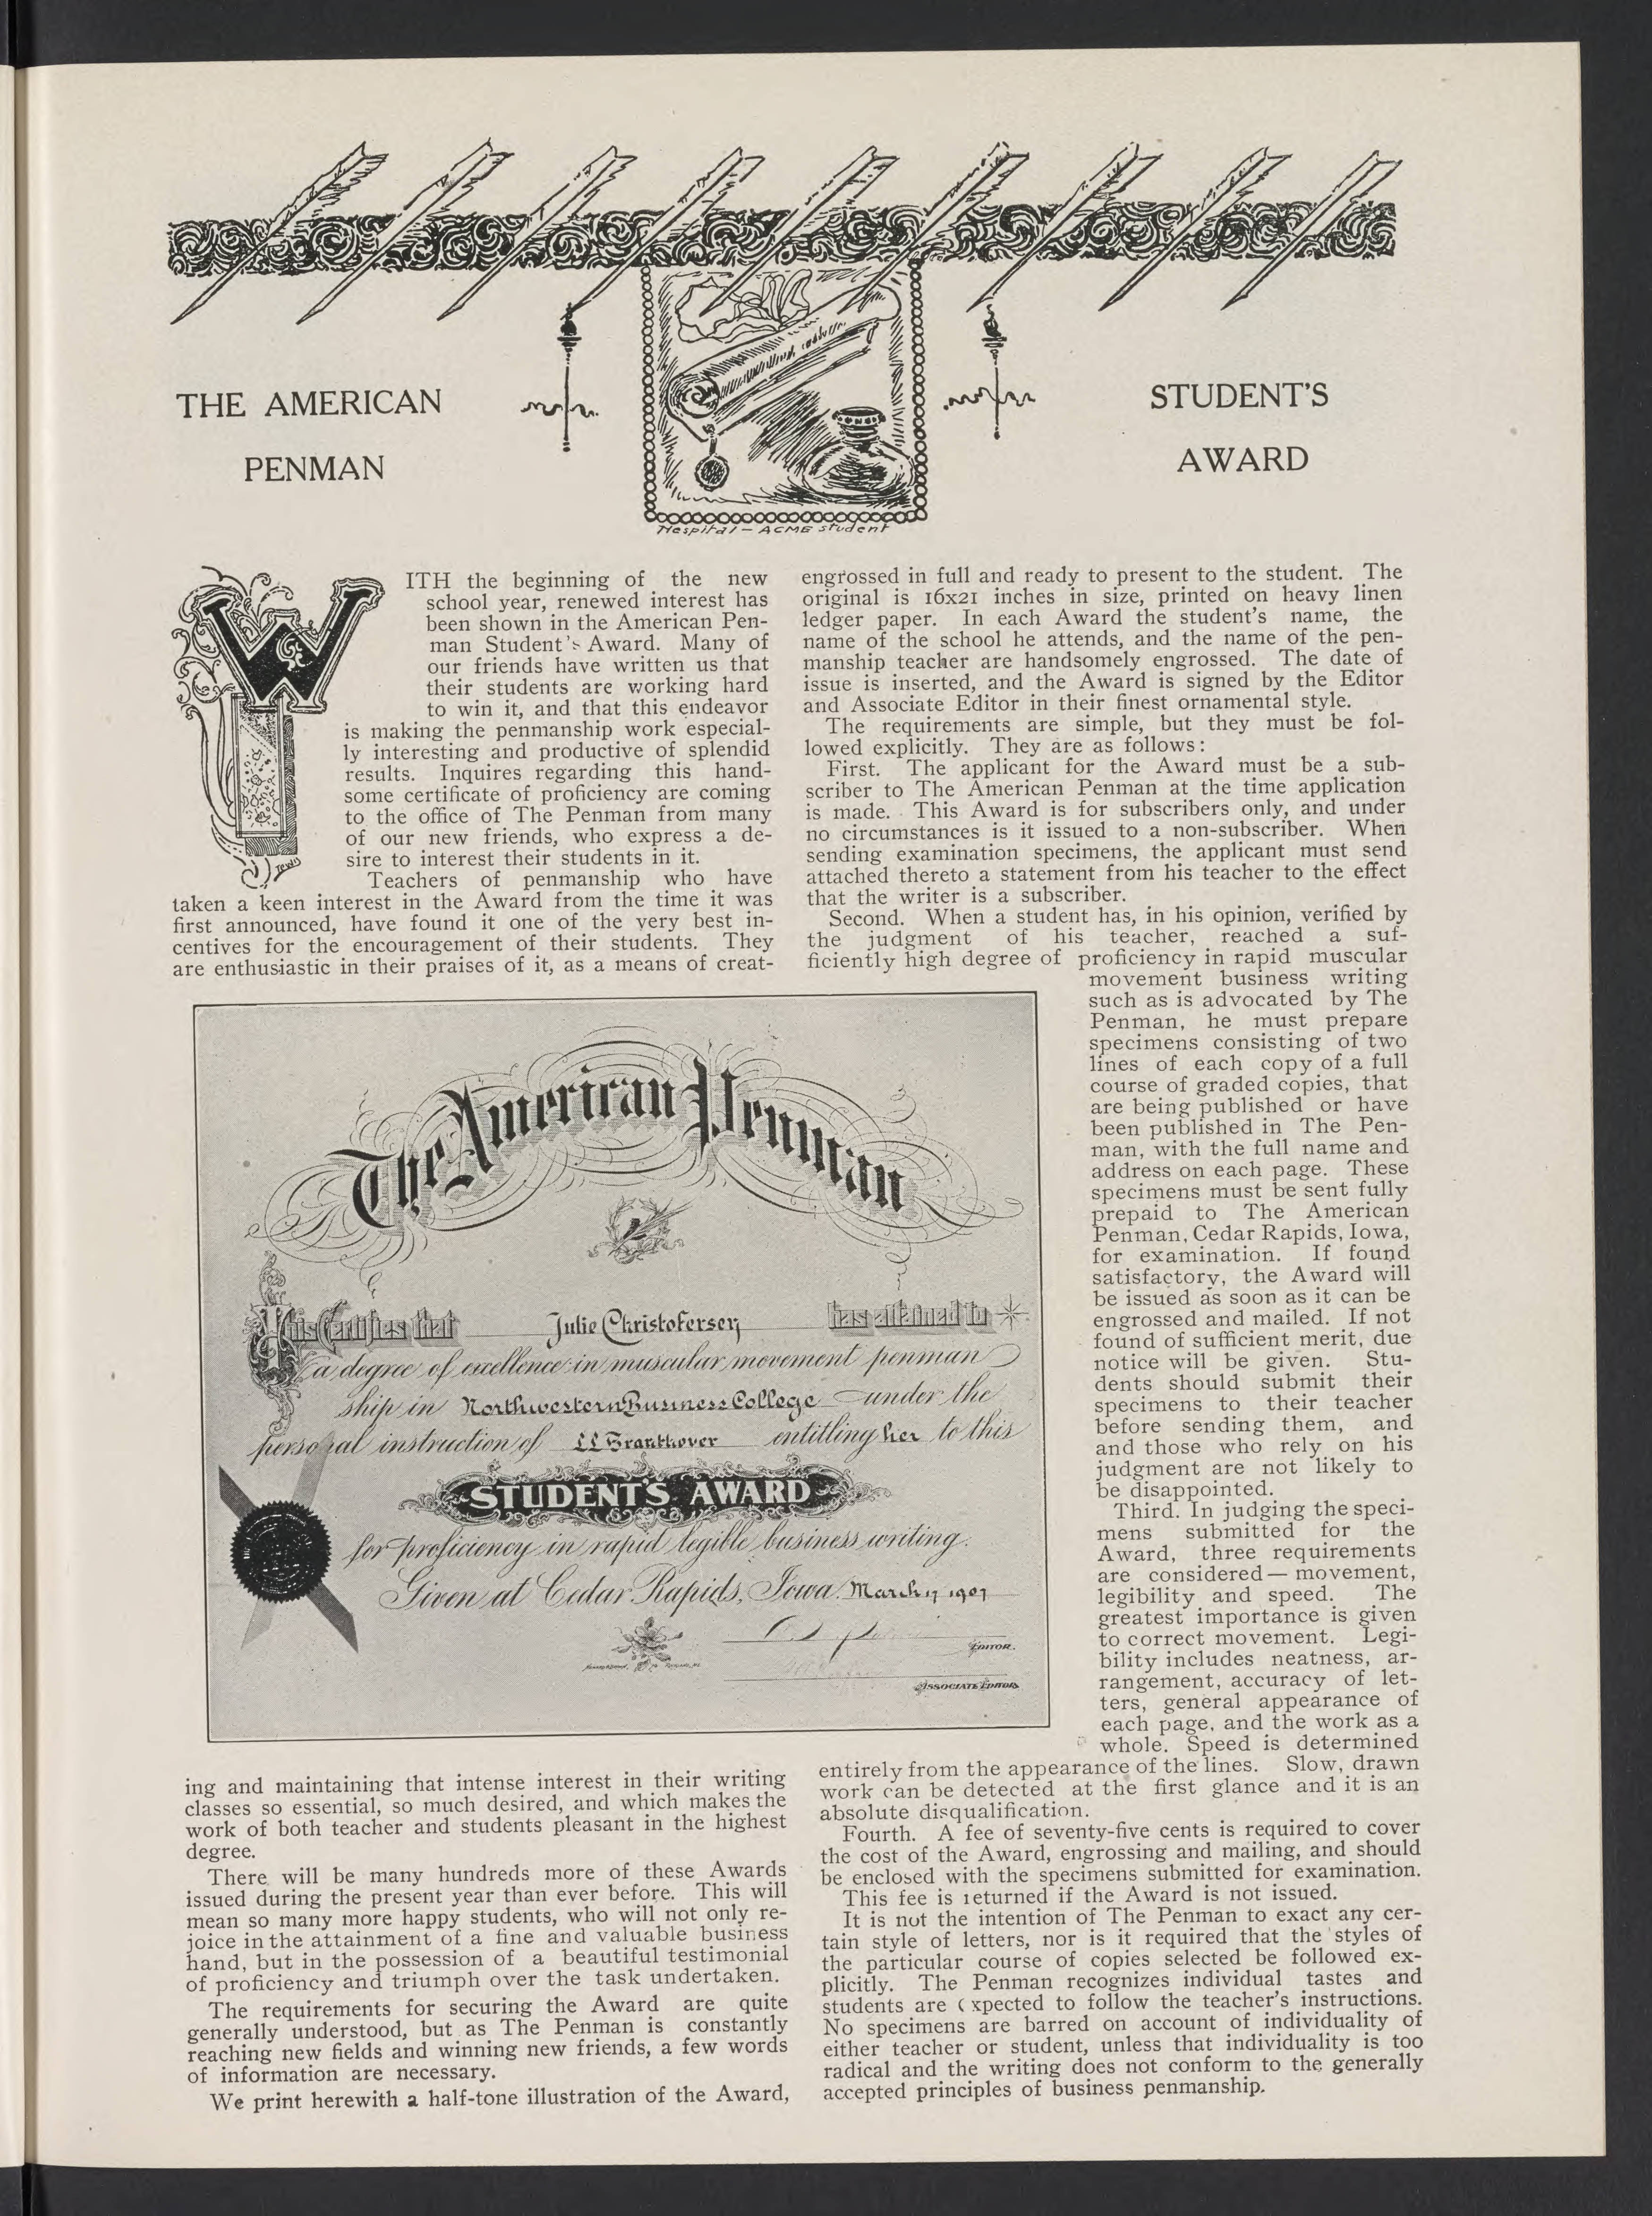 THE AMERICAN
PENMAN
STUDENT'S
AWARD
Hespital - ACME student
WITH the beginning of the new
school year, renewed interest has
been shown in the American Pen-
man Student's Award. Many of
our friends have written us that
their students are working hard
to win it, and that this endeavor
is making the penmanship work especial-
ly interesting and productive of splendid
results. Inquires regarding this hand-
some certificate of proficiency are coming
to the office of The Penman from many
of our new friends, who express a de-
sire to interest their students in it.
Teachers of penmanship who have
taken a keen interest in the Award from the time it was
first announced, have found it one of the very best in-
centives for the encouragement of their students. They
are enthusiastic in their praises of it, as a means of creat-
The American Penman
This Certifies that Julie Christofersen has attained to
a degree of excellence in muscular movement penman
ship in Northwestern Business College under the
personal instruction of entitling her to this
STUDENT'S AWARD
for proficiency in rapid legible business writing.
Given at Cedar Rapids, Iowa. March 17 1907
EDITOR.
ASSOCIATE EDITOR
ing and maintaining that intense interest in their writing
classes so essential, so much desired, and which makes the
work of both teacher and students pleasant in the highest
degree.
There will be many hundreds more of these Awards
issued during the present year than ever before. This will
mean so many more happy students, who will not only re-
joice in the attainment of a fine and valuable business
hand, but in the possession of a beautiful testimonial
of proficiency and triumph over the task undertaken.
The requirements for securing the Award are quite
generally understood, but as The Penman is constantly
reaching new fields and winning new friends, a few words
of information are necessary.
We print herewith a half-tone illustration of the Award,
engrossed in full and ready to present to the student. The
original is 16x21 inches in size, printed on heavy linen
ledger paper. In each Award the student's name, the
name of the school he attends, and the name of the pen-
manship teacher are handsomely engrossed. The date of
issue is inserted, and the Award is signed by the Editor
and Associate Editor in their finest ornamental style.
The requirements are simple, but they must be fol-
lowed explicitly. They are as follows:
First. The applicant for the Award must be a sub-
scriber to The American Penman at the time application
is made. This Award is for subscribers only, and under
no circumstances is it issued to a non-subscriber. When
sending examination specimens, the applicant must send
attached thereto a statement from his teacher to the effect
that the writer is a subscriber.
Second. When a student has, in his opinion, verified by
the judgment of his teacher, reached a suf-
ficiently high degree of proficiency in rapid muscular
movement business writing
such as is advocated by The
Penman, he must prepare
specimens consisting of two
lines of each copy of a full
course of graded copies, that
are being published or have
been published in The Pen-
man, with the full name and
address on each page. These
specimens must be sent fully
prepaid to The American
Penman, Cedar Rapids, Iowa,
for examination. If found
satisfactory, the Award will
be issued as soon as it can be
engrossed and mailed. If not
found of sufficient merit, due
notice will be given. Stu-
dents should submit their
specimens to their teacher
before sending them, and
and those who rely on his
judgment are not likely to
be disappointed.
Third. In judging the speci-
mens submitted for the
Award, three requirements
are considered — movement,
legibility and speed. The
greatest importance is given
to correct movement. Legi-
bility includes neatness, ar-
rangement, accuracy of let-
ters, general appearance of
each page, and the work as a
whole. Speed is determined
entirely from the appearance of the lines. Slow, drawn
work can be detected at the first glance and it is an
absolute disqualification.
Fourth. A fee of seventy-five cents is required to cover
the cost of the Award, engrossing and mailing, and should
be enclosed with the specimens submitted for examination.
This fee is returned if the Award is not issued.
It is not the intention of The Penman to exact any cer-
tain style of letters, nor is it required that the styles of
the particular course of copies selected be followed ex-
plicitly. The Penman recognizes individual tastes and
students are expected to follow the teacher's instructions.
No specimens are barred on account of individuality of
either teacher or student, unless that individuality is too
radical and the writing does not conform to the generally
accepted principles of business penmanship.